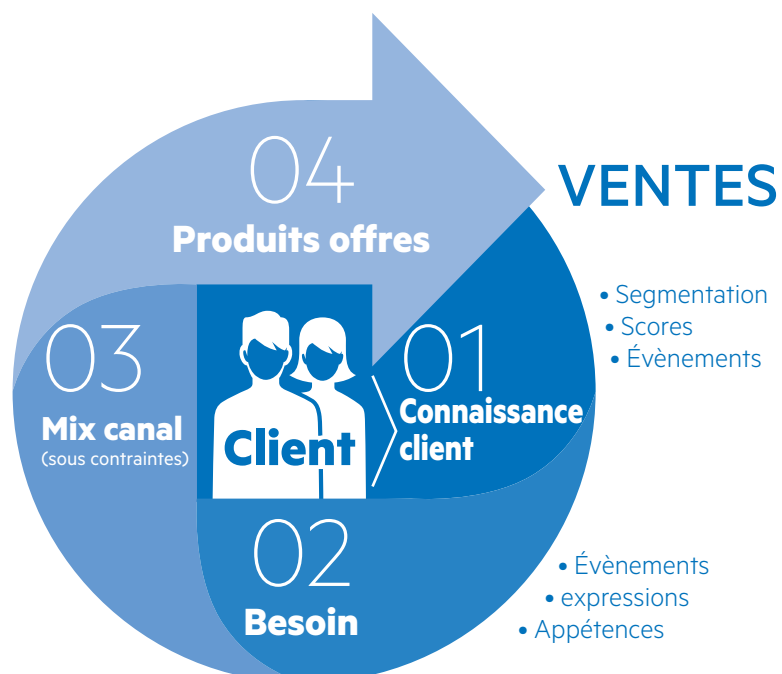 04
Produits offres
VENTES
• Segmentation
• Scores
• Évènements
01
Connaissance
client
Client
03
Mix canal
(sous contraintes)
02
Besoin
• Évènements
• expressions
• Appétences